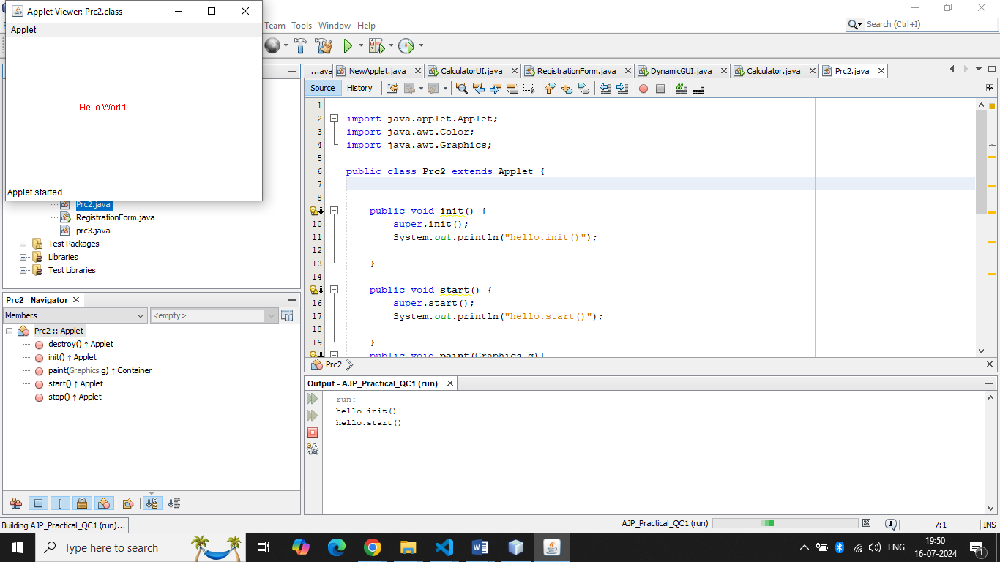 Applet Viewer: Prc2.class
Applet
Hello World
Applet started.
Team Tools Window Help
Search (Ctrl+I)
...ava NewApplet.java CalculatorUI.java RegistrationForm.java DynamicGUI.java Calculator.java Prc2.java
Source History
1
2 import java.applet.Applet;
3 import java.awt.Color;
4 import java.awt.Graphics;
5
6 public class Prc2 extends Applet {
7
8
public void init() {
10 super.init();
11 System.out.println("hello.init()");
12
13 }
14
public void start() {
16 super.start();
17 System.out.println("hello.start()");
18
19 }
public void paint(Graphics g){
Prc2
Prc2.java
RegistrationForm.java
prc3.java
Test Packages
Libraries
Test Libraries
Prc2 - Navigator
Members <empty>
Prc2 :: Applet
destroy() ↑ Applet
init() ↑ Applet
paint(Graphics g) ↑ Container
start() ↑ Applet
stop() ↑ Applet
Output - AJP_Practical_QC1 (run)
run:
hello.init()
hello.start()
Building AJP_Practical_QC1 (run)...
AJP_Practical_QC1 (run) 1 7:1 INS
Type here to search
ENG
19:50
16-07-2024
1